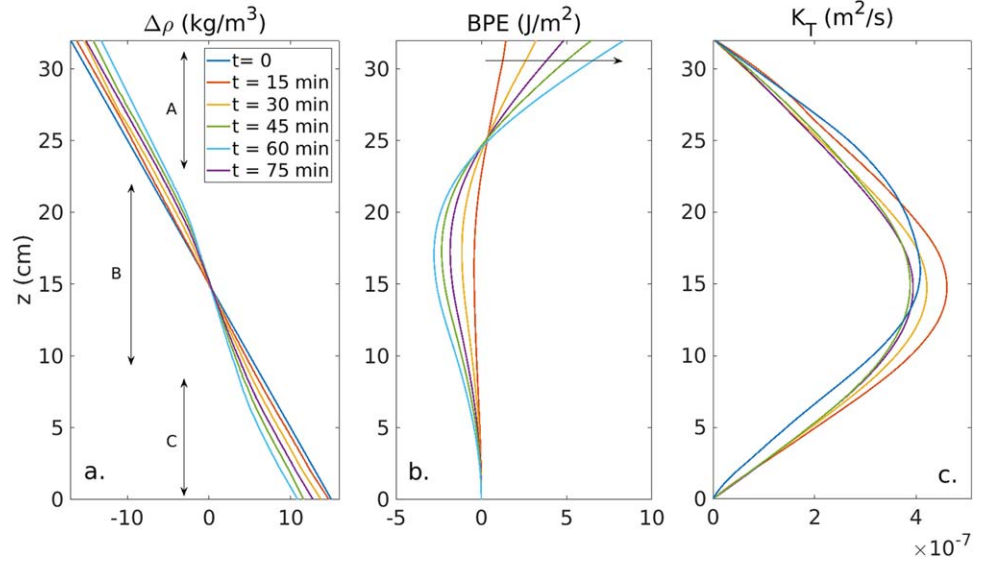 Δρ (kg/m³)
BPE (J/m²)
K_T (m²/s)
z (cm)
30
25
20
15
10
5
0
A
B
C
t= 0
t = 15 min
t = 30 min
t = 45 min
t = 60 min
t = 75 min
a.
-10
0
10
30
25
20
15
10
5
0
b.
-5
0
5
10
30
25
20
15
10
5
0
c.
0
2
4
×10⁻⁷